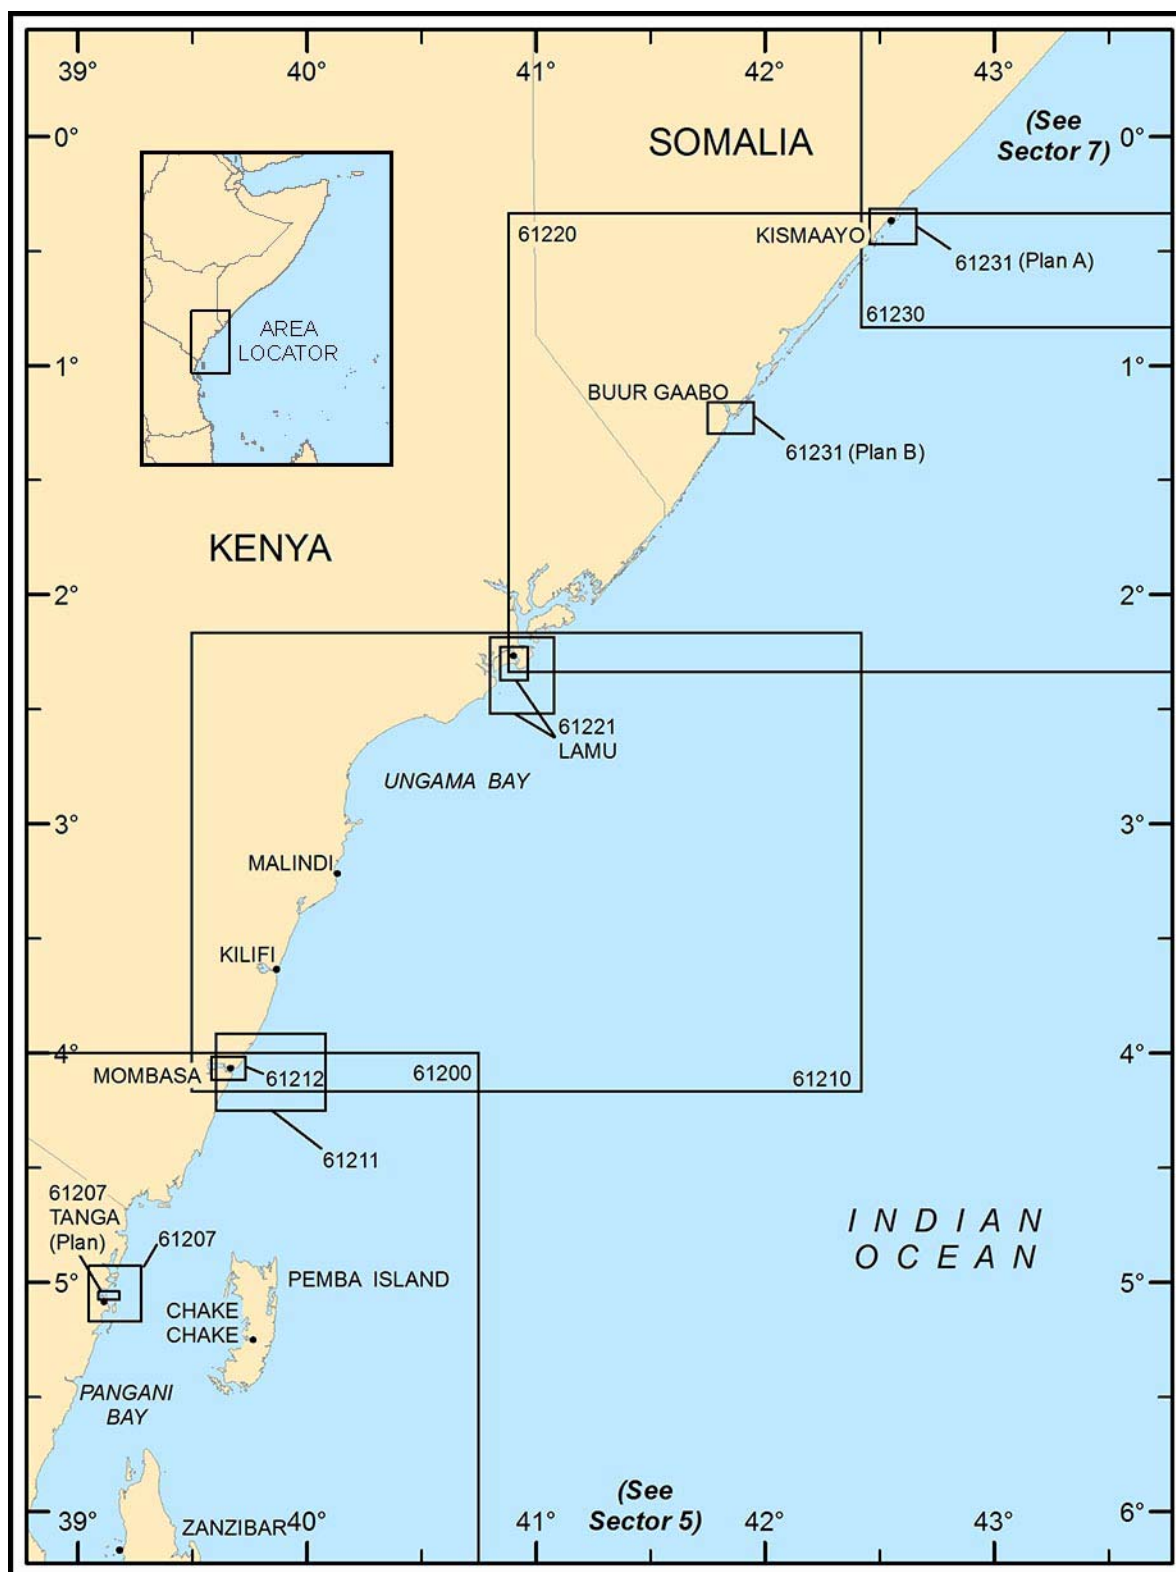 39°
40°
41°
42°
43°
0°
SOMALIA
(See
Sector 7)
0°
61220
KISMAAYO
61231 (Plan A)
61230
AREA
LOCATOR
1°
BUUR GAABO
1°
61231 (Plan B)
KENYA
2°
2°
61221
LAMU
UNGAMA BAY
3°
3°
MALINDI
KILIFI
4°
4°
MOMBASA
61212
61200
61210
61211
61207
TANGA
(Plan)
61207
INDIAN
OCEAN
5°
PEMBA ISLAND
5°
CHAKE
CHAKE
PANGANI
BAY
(See
Sector 5)
39°
ZANZIBAR
40°
41°
42°
43°
6°